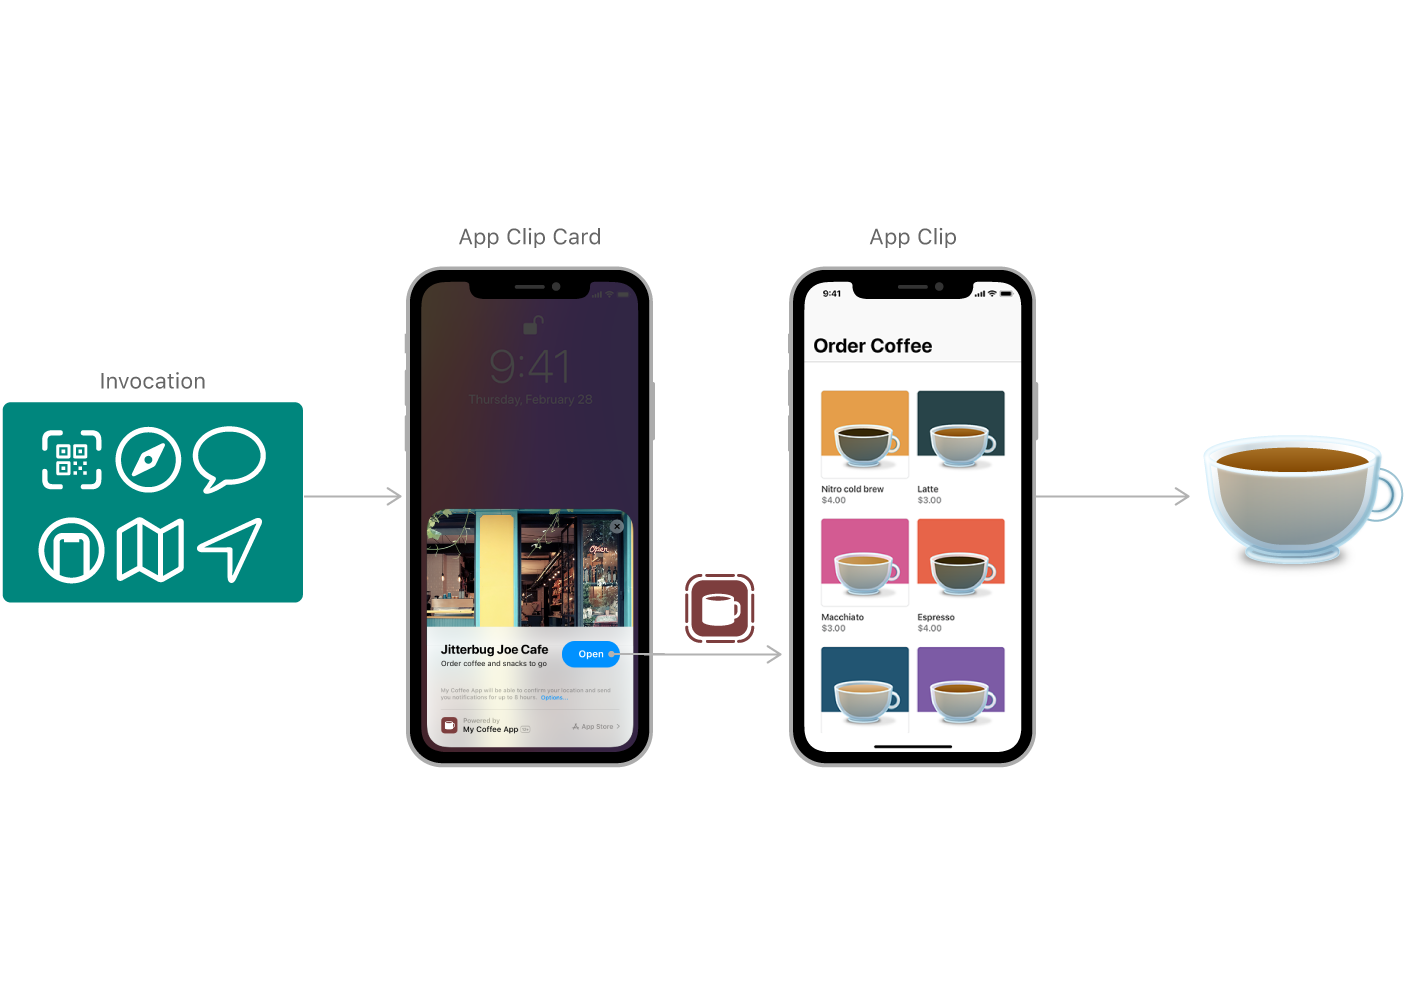 Invocation
App Clip Card
9:41
Thursday, February 28
Open
Jitterbug Joe Cafe
Order coffee and snacks to go
Open
My Coffee App will be able to confirm your location and send
you notifications for up to 8 hours. Options...
Powered by
My Coffee App
App Store >
App Clip
9:41
Order Coffee
Nitro cold brew
$4.00
Latte
$3.00
Macchiato
$3.00
Espresso
$4.00